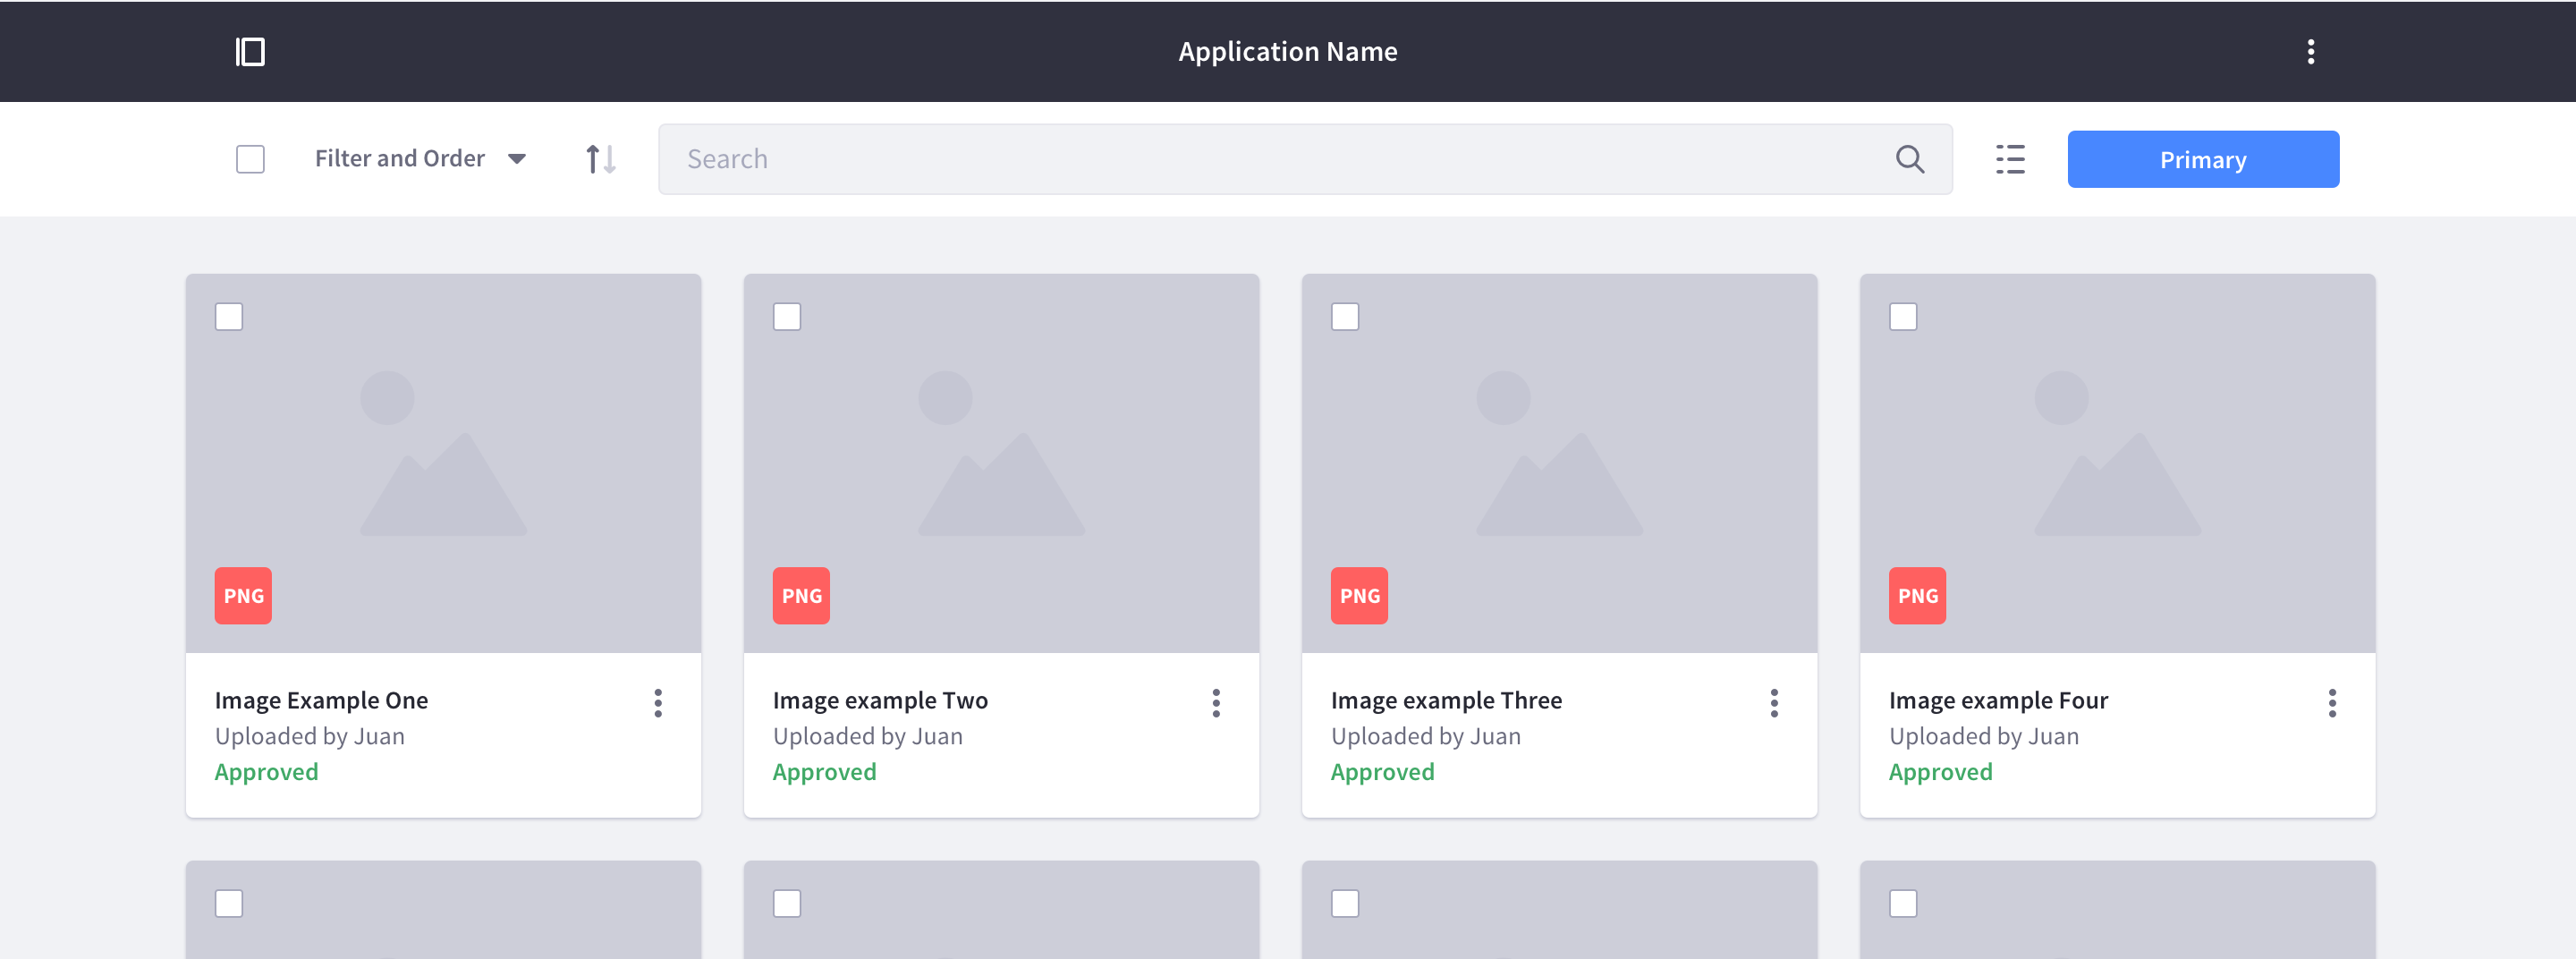 Application Name
Filter and Order
Search
Primary
PNG
Image Example One
Uploaded by Juan
Approved
PNG
Image example Two
Uploaded by Juan
Approved
PNG
Image example Three
Uploaded by Juan
Approved
PNG
Image example Four
Uploaded by Juan
Approved